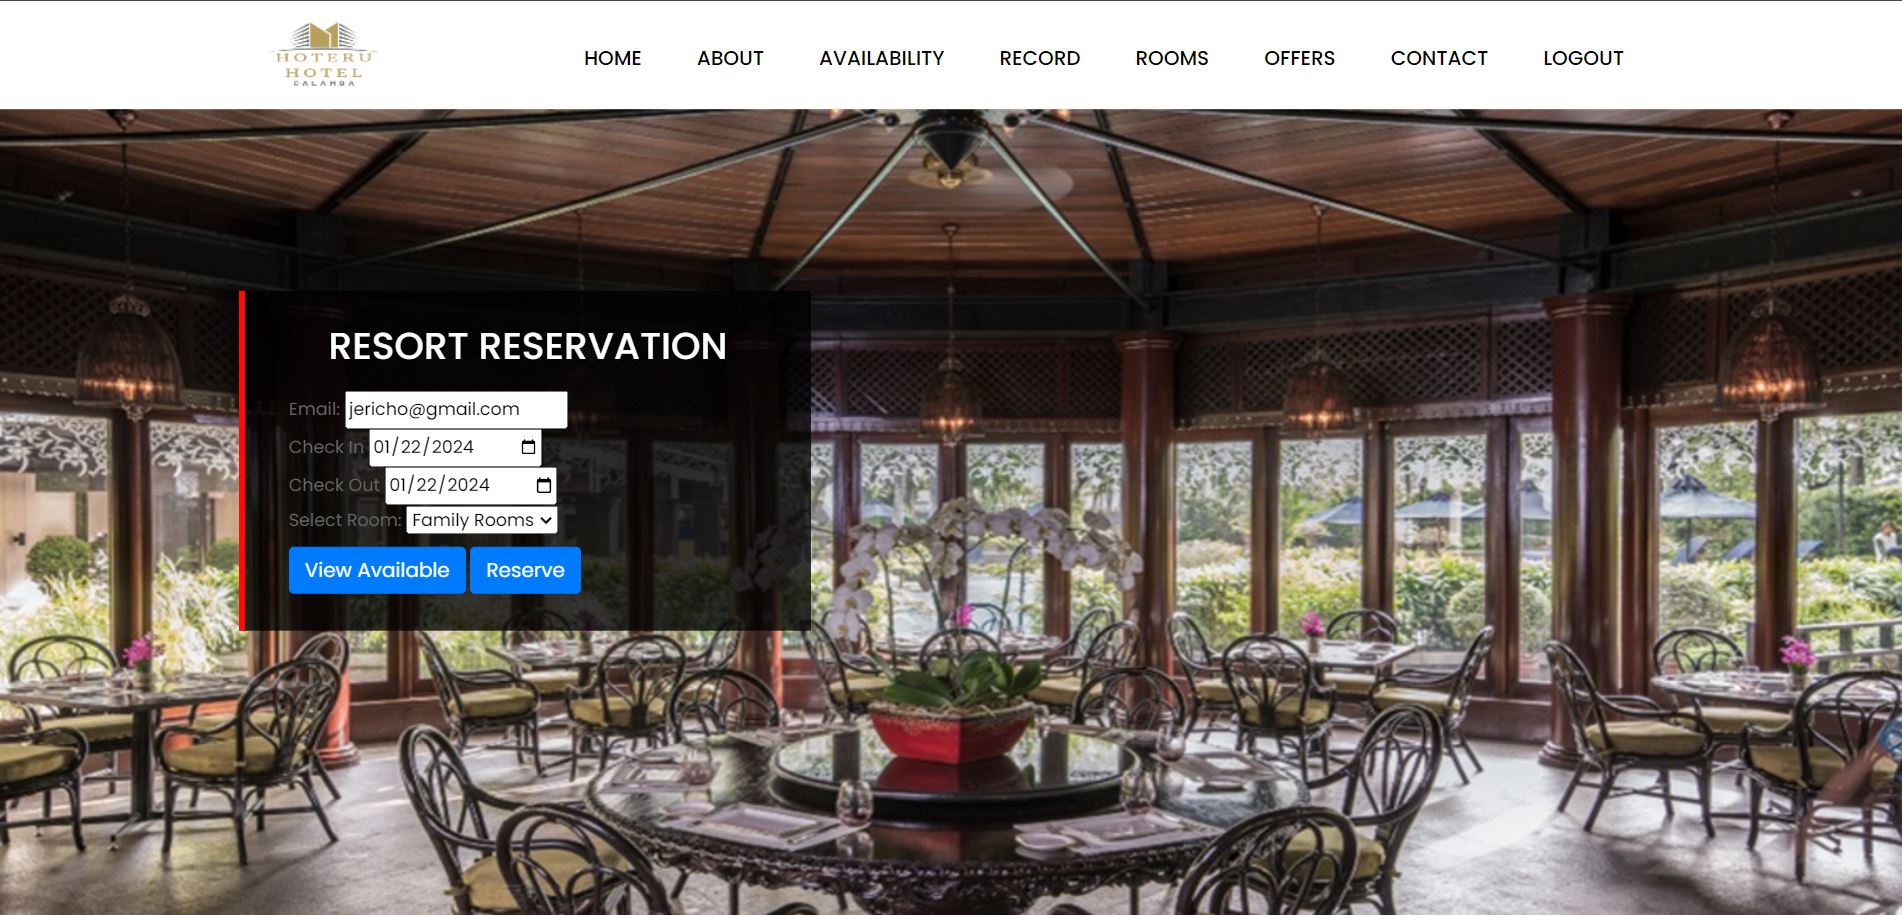 HOTERU
HOTEL
CALAMBA
HOME ABOUT AVAILABILITY RECORD ROOMS OFFERS CONTACT LOGOUT
RESORT RESERVATION
Email: jericho@gmail.com
Check In 01/22/2024
Check Out 01/22/2024
Select Room: Family Rooms
View Available Reserve